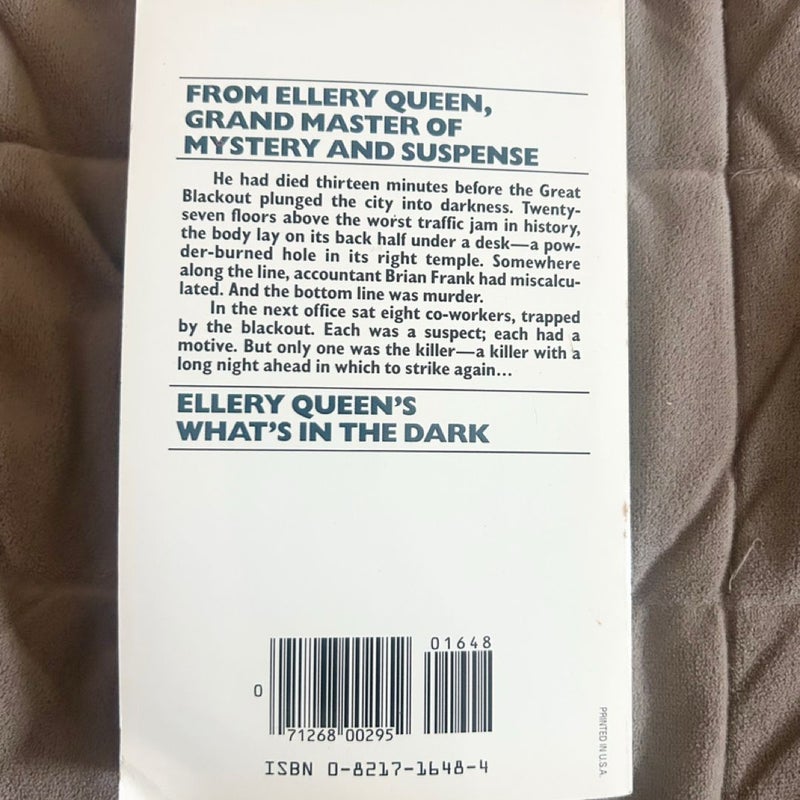 FROM ELLERY QUEEN,
GRAND MASTER OF
MYSTERY AND SUSPENSE
He had died thirteen minutes before the Great
Blackout plunged the city into darkness. Twenty-
seven floors above the worst traffic jam in history,
the body lay on its back half under a desk—a pow-
der-burned hole in its right temple. Somewhere
along the line, accountant Brian Frank had miscalcu-
lated. And the bottom line was murder.
In the next office sat eight co-workers, trapped
by the blackout. Each was a suspect; each had a
motive. But only one was the killer—a killer with a
long night ahead in which to strike again...
ELLERY QUEEN'S
WHAT'S IN THE DARK
01648
0
71268 00295
ISBN 0-8217-1648-4
PRINTED IN U.S.A.